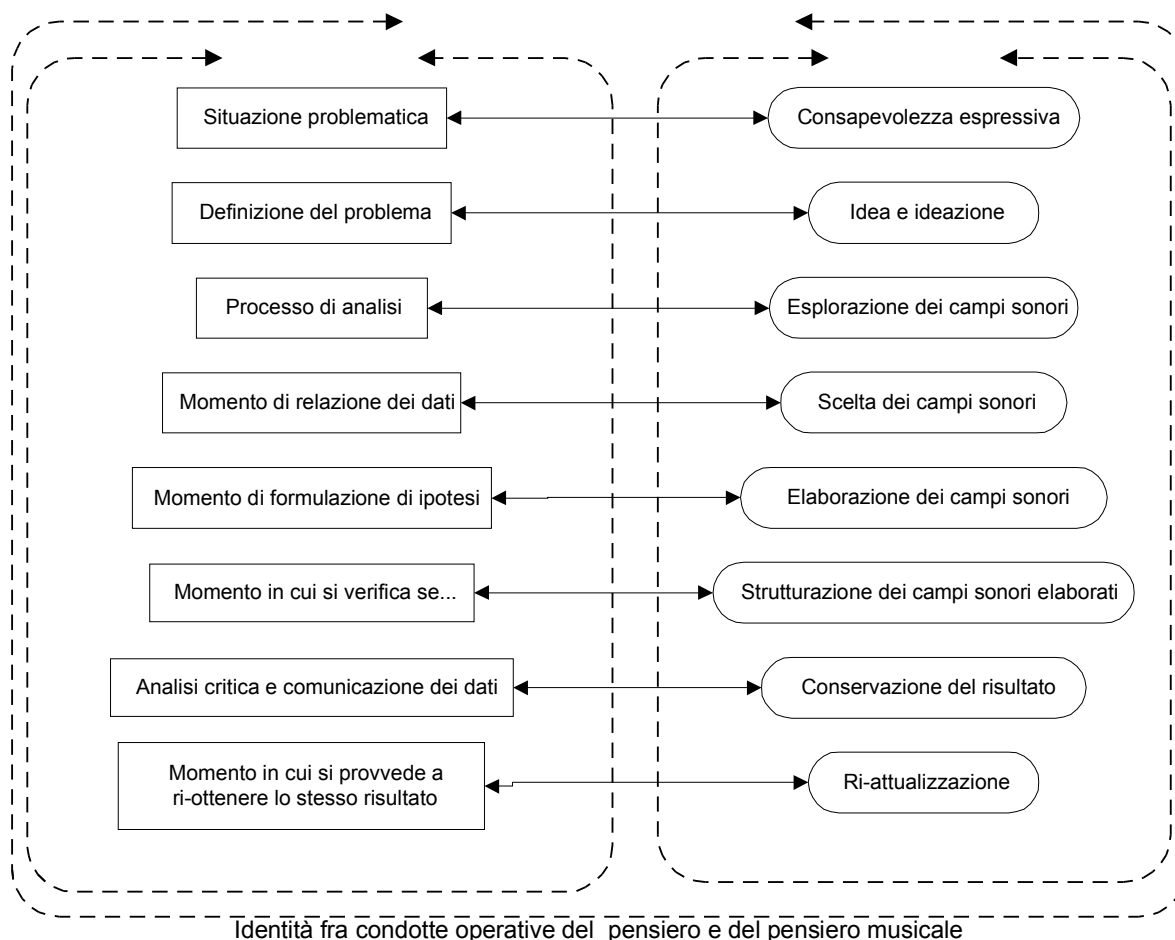 Situazione problematica
Consapevolezza espressiva
Definizione del problema
Idea e ideazione
Processo di analisi
Esplorazione dei campi sonori
Momento di relazione dei dati
Scelta dei campi sonori
Momento di formulazione di ipotesi
Elaborazione dei campi sonori
Momento in cui si verifica se...
Strutturazione dei campi sonori elaborati
Analisi critica e comunicazione dei dati
Conservazione del risultato
Momento in cui si provvede a
ri-ottenere lo stesso risultato
Ri-attualizzazione
Identità fra condotte operative del pensiero e del pensiero musicale